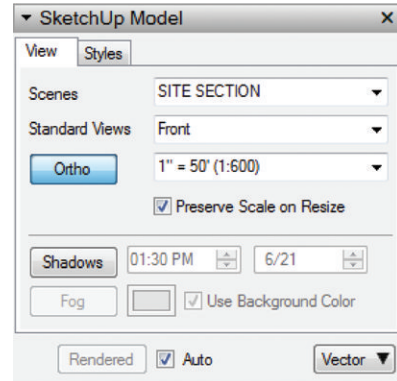 SketchUp Model
View Styles
Scenes SITE SECTION
Standard Views Front
Ortho 1" = 50' (1:600)
Preserve Scale on Resize
Shadows 01:30 PM 6/21
Fog Use Background Color
Rendered Auto Vector